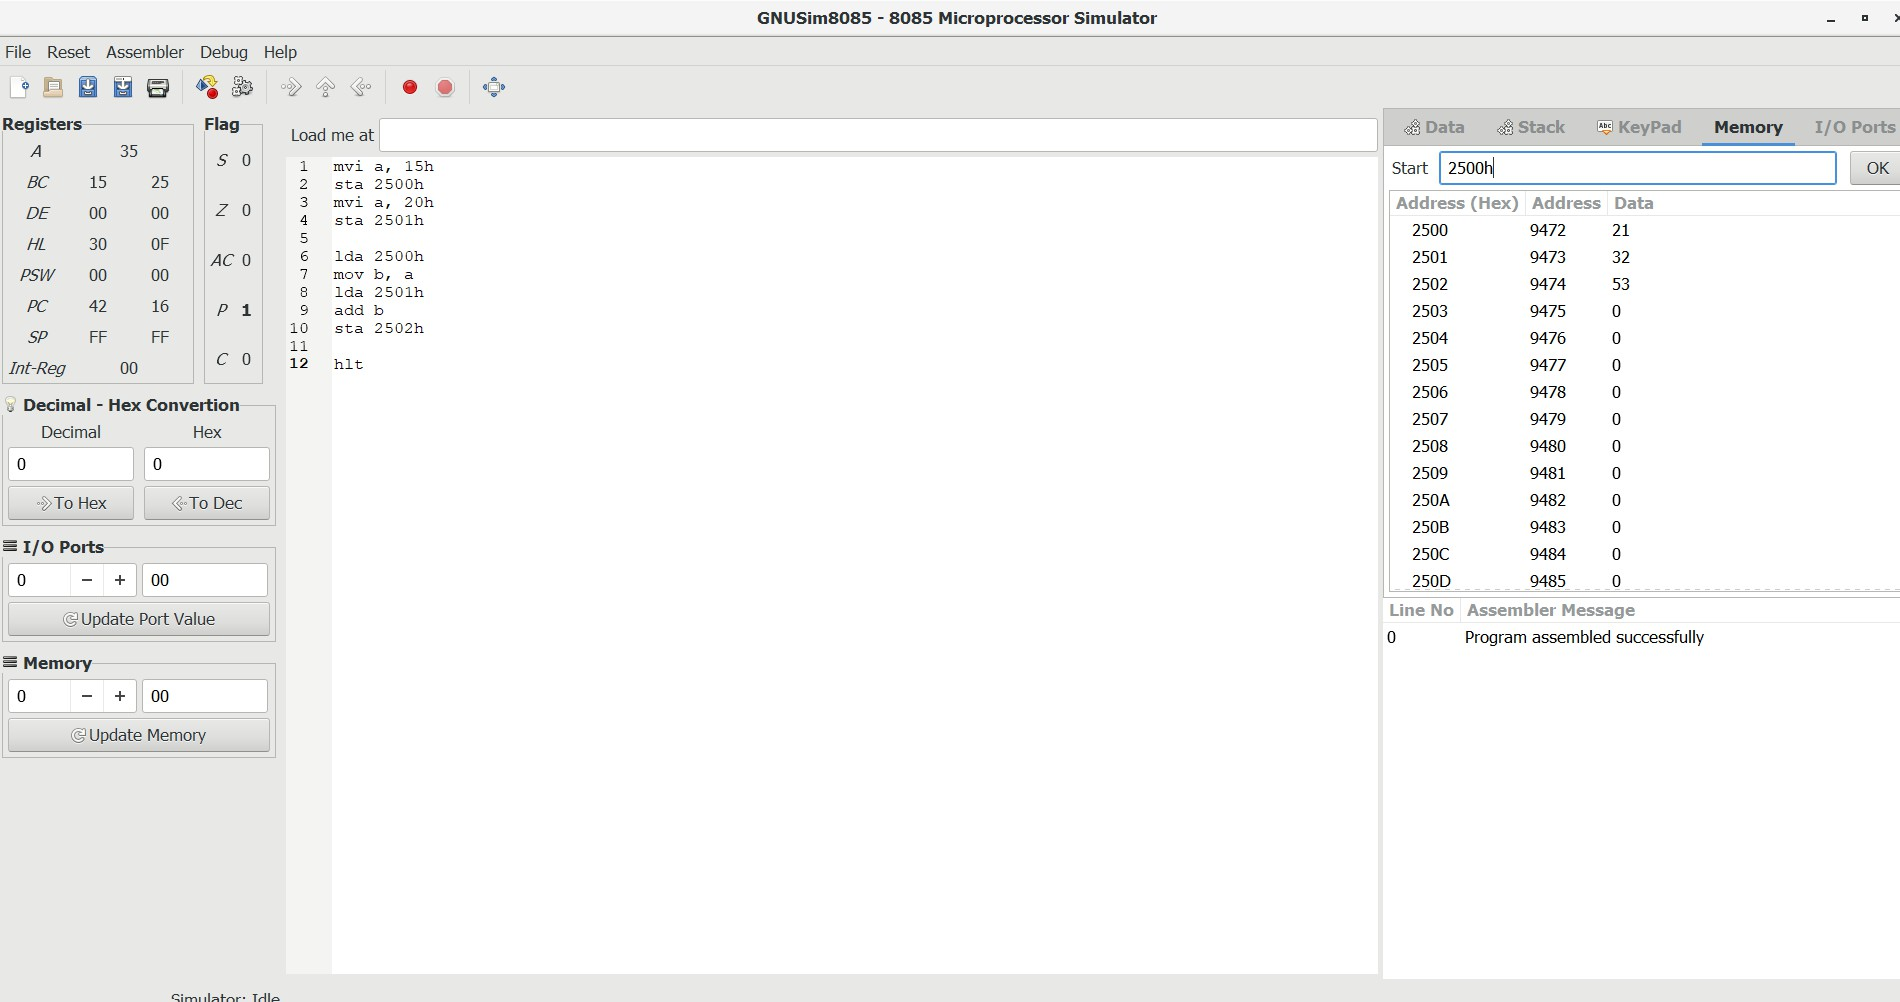 GNUSim8085 - 8085 Microprocessor Simulator
File Reset Assembler Debug Help
Registers
A 35
BC 15 25
DE 00 00
HL 30 0F
PSW 00 00
PC 42 16
SP FF FF
Int-Reg 00
Flag
S 0
Z 0
AC 0
P 1
C 0
Decimal - Hex Convertion
Decimal Hex
0 0
To Hex To Dec
I/O Ports
0 − + 00
Update Port Value
Memory
0 − + 00
Update Memory
Load me at
1 mvi a, 15h
2 sta 2500h
3 mvi a, 20h
4 sta 2501h
5
6 lda 2500h
7 mov b, a
8 lda 2501h
9 add b
10 sta 2502h
11
12 hlt
Data Stack Abc KeyPad Memory I/O Ports
Start 2500h OK
Address (Hex) Address Data
2500 9472 21
2501 9473 32
2502 9474 53
2503 9475 0
2504 9476 0
2505 9477 0
2506 9478 0
2507 9479 0
2508 9480 0
2509 9481 0
250A 9482 0
250B 9483 0
250C 9484 0
250D 9485 0
Line No Assembler Message
0 Program assembled successfully
Simulator: Idle